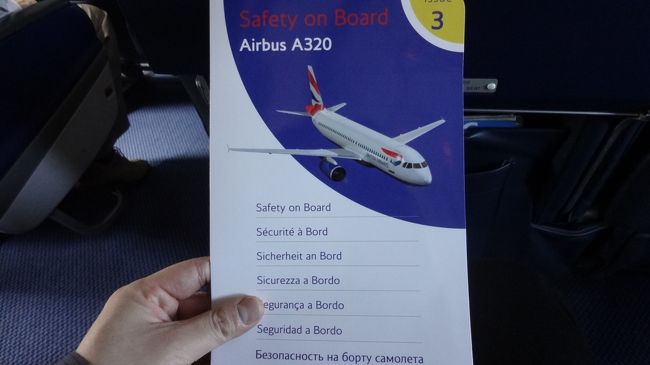 Safety on Board
ISSUE
3
Airbus A320
Safety on Board
Sécurité à Bord
Sicherheit an Bord
Sicurezza a Bordo
Segurança a Bordo
Seguridad a Bordo
Безопасность на борту самолета